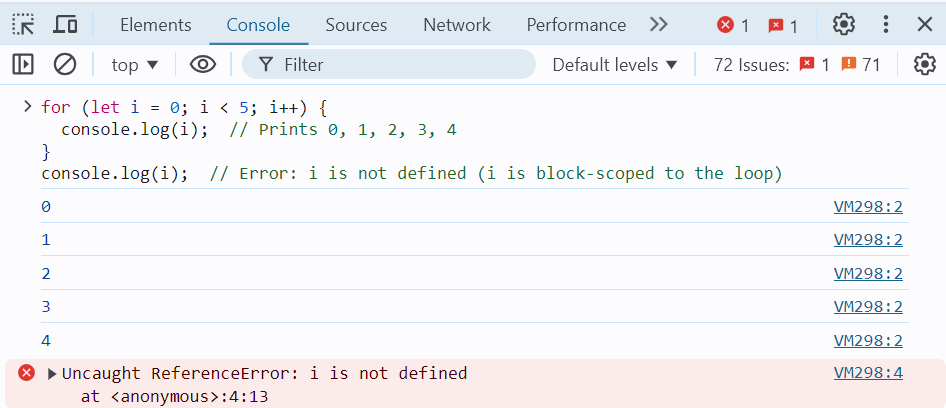 Elements Console Sources Network Performance 1 1
top Filter Default levels 72 Issues: 1 71
for (let i = 0; i < 5; i++) {
  console.log(i);  // Prints 0, 1, 2, 3, 4
}
console.log(i);  // Error: i is not defined (i is block-scoped to the loop)
0 VM298:2
1 VM298:2
2 VM298:2
3 VM298:2
4 VM298:2
Uncaught ReferenceError: i is not defined VM298:4
    at <anonymous>:4:13